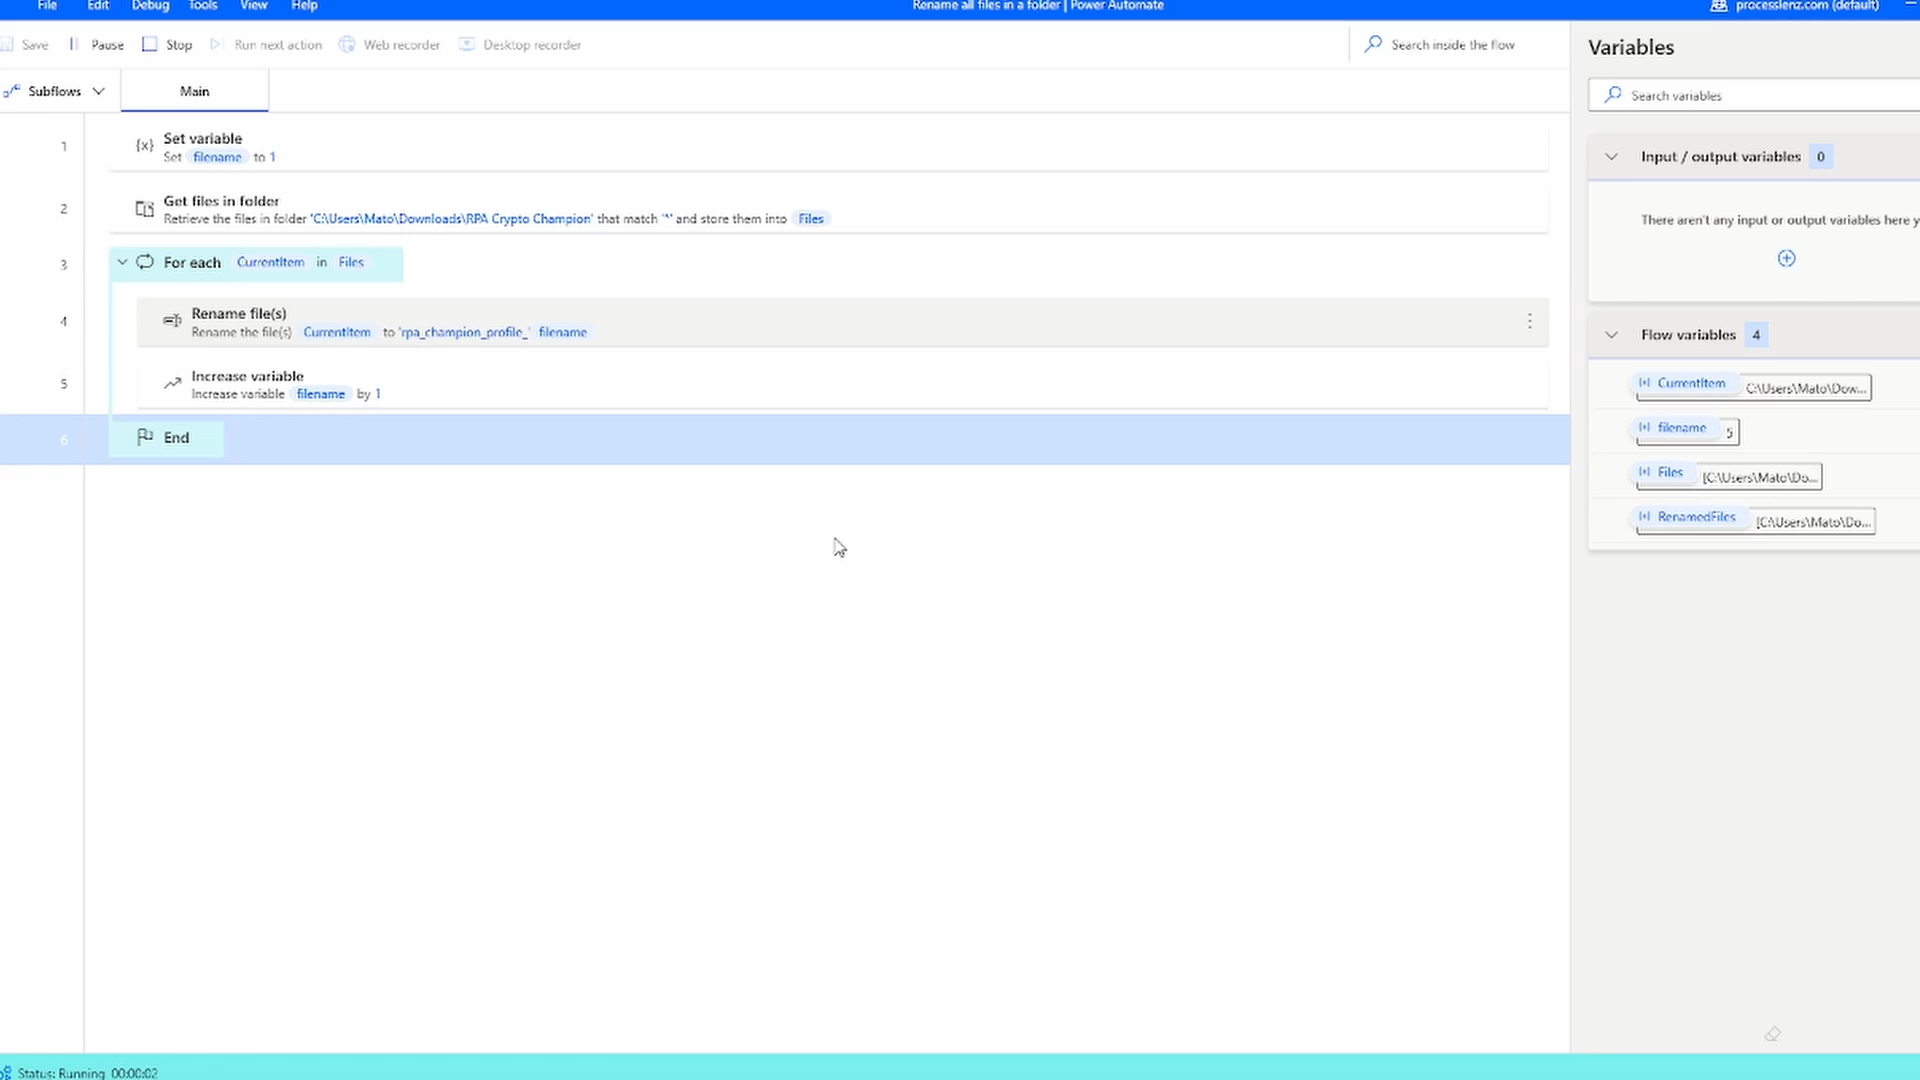 File Edit Debug Tools View Help Rename all files in a folder | Power Automate processlenz.com (default)
Save Pause Stop Run next action Web recorder Desktop recorder Search inside the flow
Variables
Subflows Main
Search variables
1 {x} Set variable
Set filename to 1
Input / output variables 0
2 Get files in folder
Retrieve the files in folder 'C:\Users\Mato\Downloads\RPA Crypto Champion' that match '*' and store them into Files
There aren't any input or output variables here y
3 For each CurrentItem in Files
4 Rename file(s)
Rename the file(s) CurrentItem to 'rpa_champion_profile_' filename
Flow variables 4
5 Increase variable
Increase variable filename by 1
CurrentItem C:\Users\Mato\Dow...
filename 5
6 End
Files [C:\Users\Mato\Do...
RenamedFiles [C:\Users\Mato\Do...
Status: Running 00:00:02